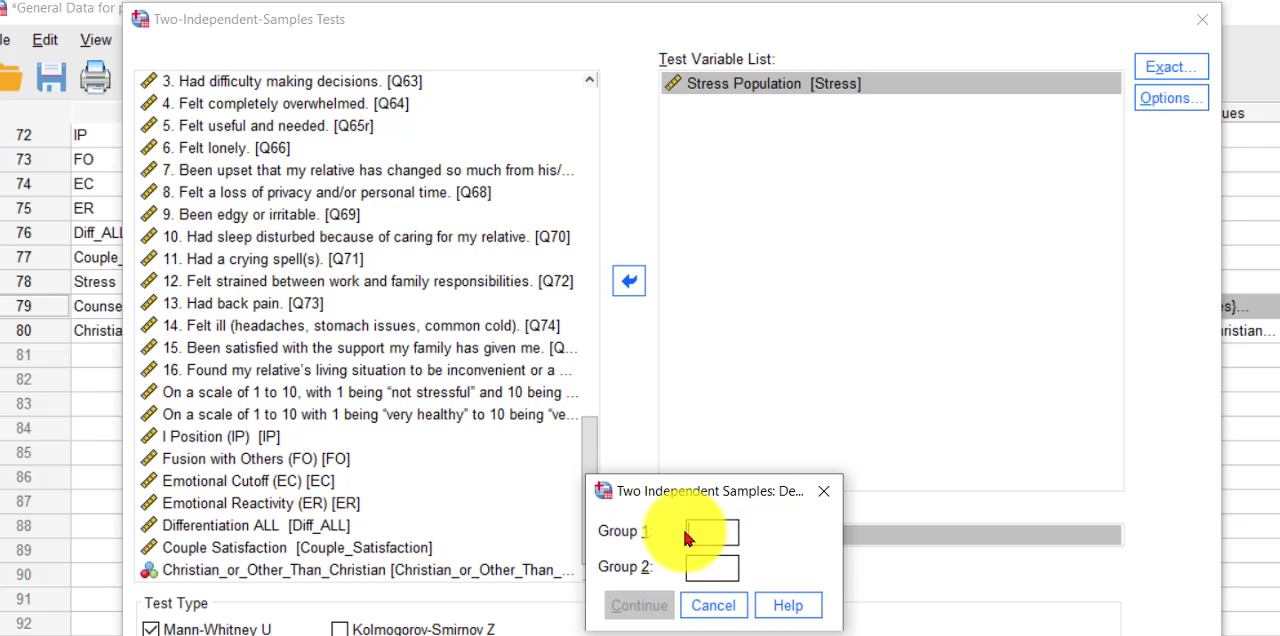 *General Data for p
Two-Independent-Samples Tests
le Edit View
Test Variable List:
3. Had difficulty making decisions. [Q63]
Stress Population [Stress]
Exact...
4. Felt completely overwhelmed. [Q64]
Options...
5. Felt useful and needed. [Q65r]
ues
72 IP
6. Felt lonely. [Q66]
73 FO
7. Been upset that my relative has changed so much from his/...
74 EC
8. Felt a loss of privacy and/or personal time. [Q68]
75 ER
9. Been edgy or irritable. [Q69]
76 Diff_ALL
10. Had sleep disturbed because of caring for my relative. [Q70]
77 Couple_
11. Had a crying spell(s). [Q71]
78 Stress
12. Felt strained between work and family responsibilities. [Q72]
79 Counse
13. Had back pain. [Q73]
es}...
80 Christia
14. Felt ill (headaches, stomach issues, common cold). [Q74]
ristian...
81
15. Been satisfied with the support my family has given me. [Q...
82
16. Found my relative's living situation to be inconvenient or a ...
83
On a scale of 1 to 10, with 1 being “not stressful” and 10 being ...
84
On a scale of 1 to 10 with 1 being “very healthy” to 10 being “ve...
85
I Position (IP) [IP]
86
Fusion with Others (FO) [FO]
87
Emotional Cutoff (EC) [EC]
88
Emotional Reactivity (ER) [ER]
89
Differentiation ALL [Diff_ALL]
90
Couple Satisfaction [Couple_Satisfaction]
91
Christian_or_Other_Than_Christian [Christian_or_Other_Than_...
92
Two Independent Samples: De...
Group 1:
Group 2:
Continue Cancel Help
Test Type
Mann-Whitney U Kolmogorov-Smirnov Z